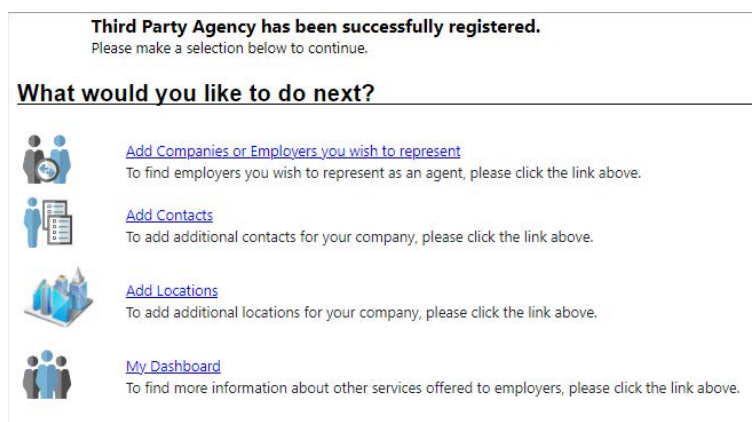 Third Party Agency has been successfully registered.
Please make a selection below to continue.
What would you like to do next?
Add Companies or Employers you wish to represent
To find employers you wish to represent as an agent, please click the link above.
Add Contacts
To add additional contacts for your company, please click the link above.
Add Locations
To add additional locations for your company, please click the link above.
My Dashboard
To find more information about other services offered to employers, please click the link above.